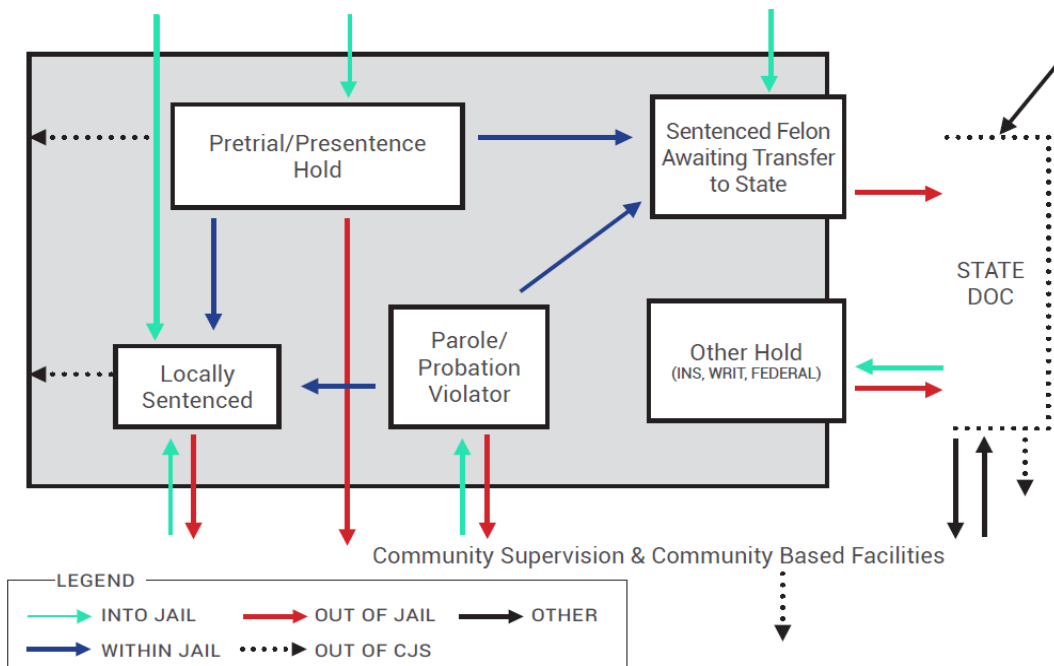 Pretrial/Presentence
Hold
Sentenced Felon
Awaiting Transfer
to State
STATE
DOC
Parole/
Probation
Violator
Other Hold
(INS, WRIT, FEDERAL)
Locally
Sentenced
Community Supervision & Community Based Facilities
LEGEND
INTO JAIL
OUT OF JAIL
OTHER
WITHIN JAIL
OUT OF CJS